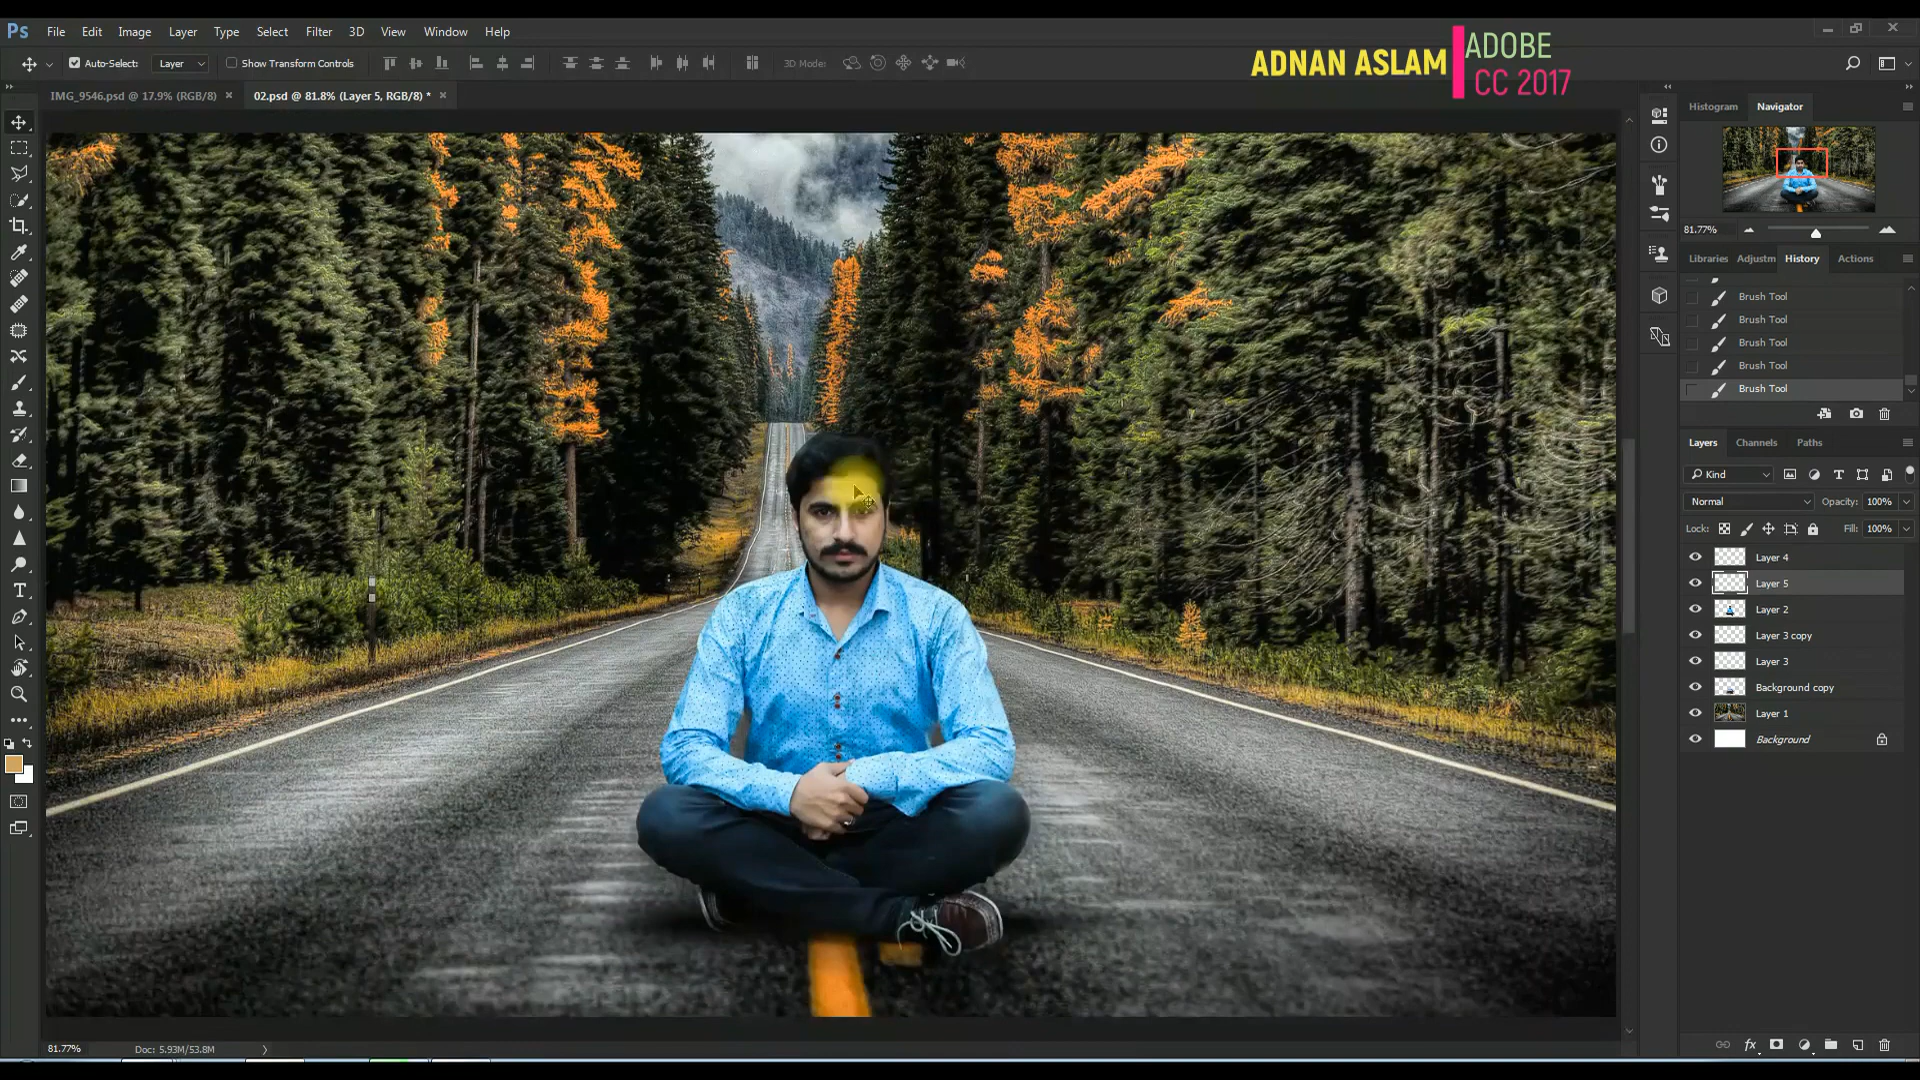 Ps File Edit Image Layer Type Select Filter 3D View Window Help
Auto-Select: Layer Show Transform Controls 3D Mode:
ADNAN ASLAM ADOBE
CC 2017
IMG_9546.psd @ 17.9% (RGB/8) × 02.psd @ 81.8% (Layer 5, RGB/8) * ×
Histogram Navigator
81.77%
Libraries Adjustm History Actions
Brush Tool
Brush Tool
Brush Tool
Brush Tool
Brush Tool
Layers Channels Paths
Kind
Normal Opacity: 100%
Lock: Fill: 100%
Layer 4
Layer 5
Layer 2
Layer 3 copy
Layer 3
Background copy
Layer 1
Background
81.77% Doc: 5.93M/53.8M
fx